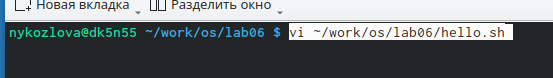 Новая вкладка Разделить окно
nykozlova@dk5n55 ~/work/os/lab06 $ vi ~/work/os/lab06/hello.sh